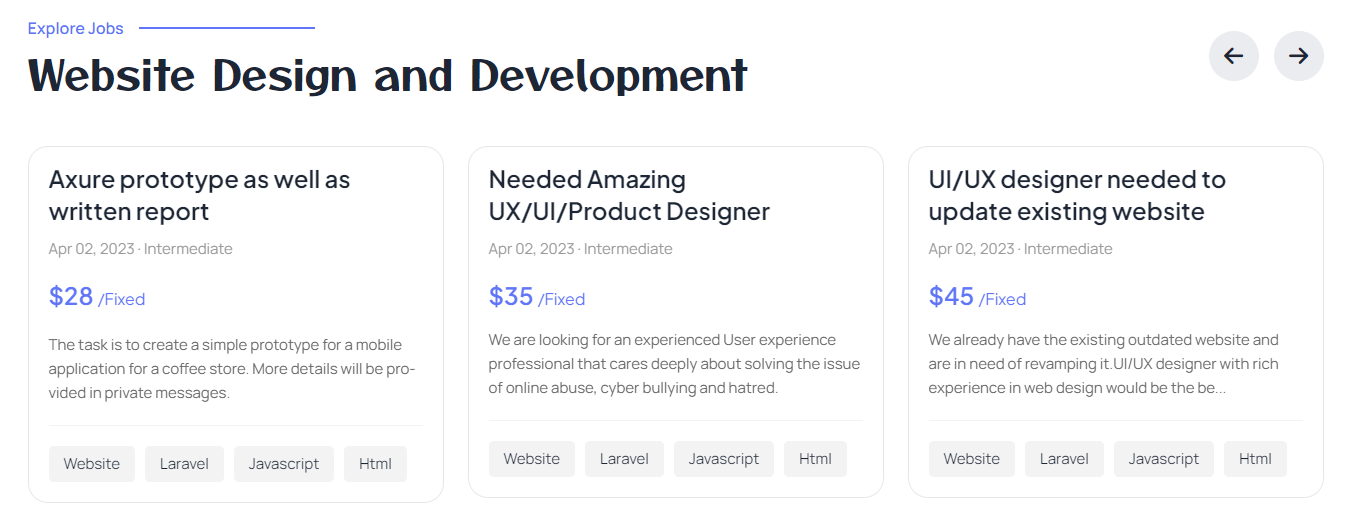 Explore Jobs
Website Design and Development
Axure prototype as well as
written report
Apr 02, 2023 · Intermediate
$28 /Fixed
The task is to create a simple prototype for a mobile
application for a coffee store. More details will be pro-
vided in private messages.
Website Laravel Javascript Html
Needed Amazing
UX/UI/Product Designer
Apr 02, 2023 · Intermediate
$35 /Fixed
We are looking for an experienced User experience
professional that cares deeply about solving the issue
of online abuse, cyber bullying and hatred.
Website Laravel Javascript Html
UI/UX designer needed to
update existing website
Apr 02, 2023 · Intermediate
$45 /Fixed
We already have the existing outdated website and
are in need of revamping it.UI/UX designer with rich
experience in web design would be the be...
Website Laravel Javascript Html